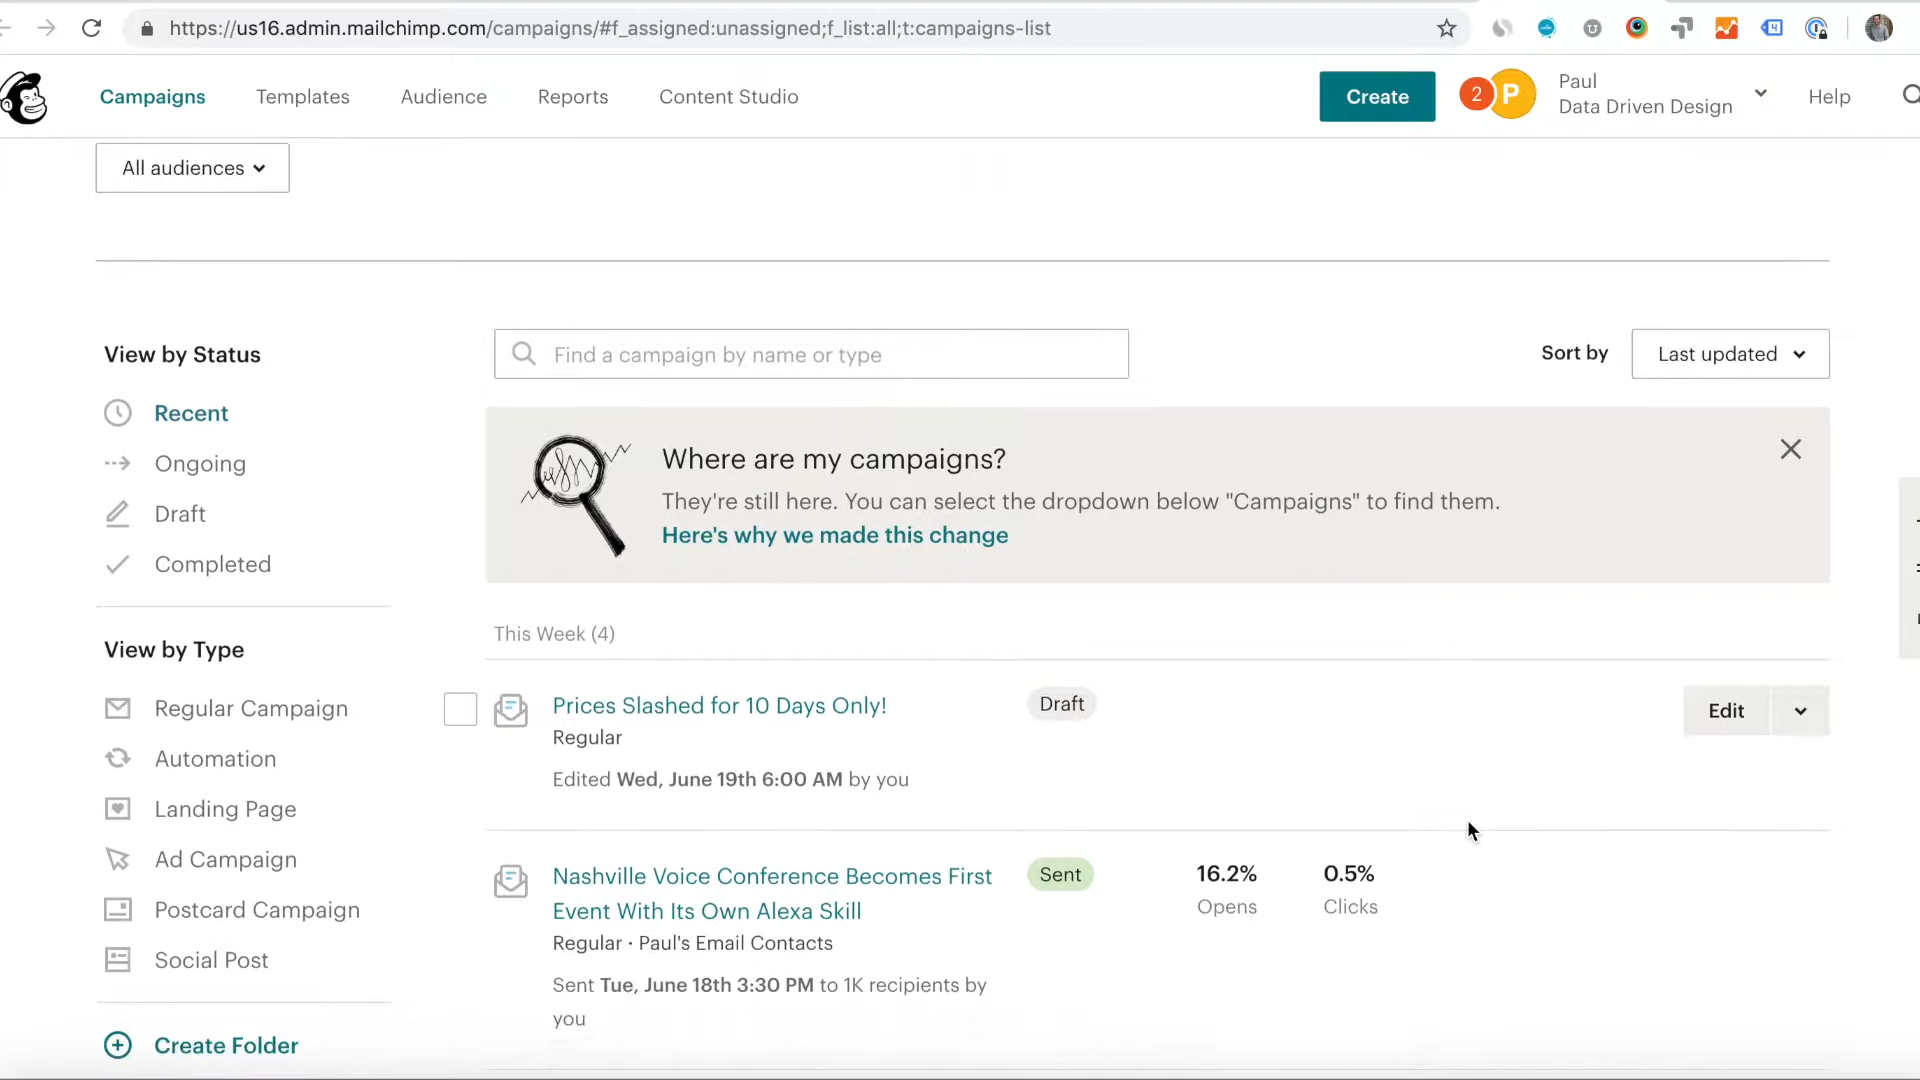 https://us16.admin.mailchimp.com/campaigns/#f_assigned:unassigned;f_list:all;t:campaigns-list
Campaigns
Templates
Audience
Reports
Content Studio
Create
2
P
Paul
Data Driven Design
Help
All audiences
View by Status
Recent
Ongoing
Draft
Completed
View by Type
Regular Campaign
Automation
Landing Page
Ad Campaign
Postcard Campaign
Social Post
Create Folder
Find a campaign by name or type
Sort by
Last updated
Where are my campaigns?
They're still here. You can select the dropdown below "Campaigns" to find them.
Here's why we made this change
This Week (4)
Prices Slashed for 10 Days Only!
Draft
Edit
Regular
Edited Wed, June 19th 6:00 AM by you
Nashville Voice Conference Becomes First
Event With Its Own Alexa Skill
Sent
16.2%
Opens
0.5%
Clicks
Regular · Paul's Email Contacts
Sent Tue, June 18th 3:30 PM to 1K recipients by
you